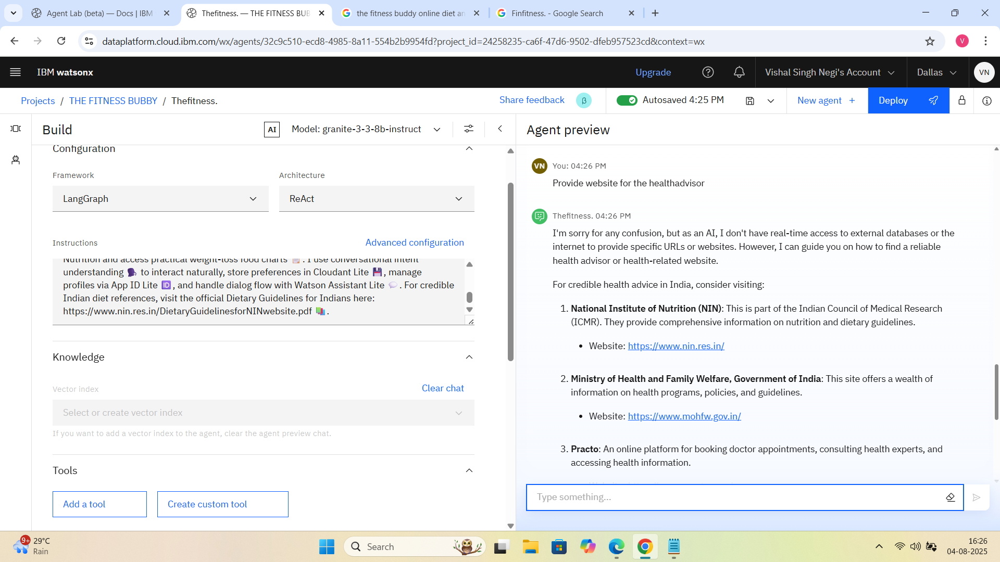 Agent Lab (beta) — Docs | IBM
Thefitness. — THE FITNESS BUB
the fitness buddy online diet an
Finfitness. - Google Search
dataplatform.cloud.ibm.com/wx/agents/32c9c510-ecd8-4985-8a11-554b2b9954fd?project_id=24258235-ca6f-47d6-9502-dfeb957523cd&context=wx
V
IBM watsonx
Upgrade
Vishal Singh Negi's Account
Dallas
VN
Projects / THE FITNESS BUBBY / Thefitness.
Share feedback
β
Autosaved 4:25 PM
New agent +
Deploy
Build
AI
Model: granite-3-3-8b-instruct
Configuration
Framework
Architecture
LangGraph
ReAct
Instructions
Advanced configuration
Nutrition and access practical weight-loss food charts 📋. I use conversational intent
understanding 🗣️ to interact naturally, store preferences in Cloudant Lite 💾, manage
profiles via App ID Lite 🆔, and handle dialog flow with Watson Assistant Lite 💬. For credible
Indian diet references, visit the official Dietary Guidelines for Indians here:
https://www.nin.res.in/DietaryGuidelinesforNINwebsite.pdf 📚.
Knowledge
Vector index
Clear chat
Select or create vector index
If you want to add a vector index to the agent, clear the agent preview chat.
Tools
Add a tool
Create custom tool
Agent preview
VN
You: 04:26 PM
Provide website for the healthadvisor
Thefitness. 04:26 PM
I'm sorry for any confusion, but as an AI, I don't have real-time access to external databases or the
internet to provide specific URLs or websites. However, I can guide you on how to find a reliable
health advisor or health-related website.
For credible health advice in India, consider visiting:
1. National Institute of Nutrition (NIN): This is part of the Indian Council of Medical Research
(ICMR). They provide comprehensive information on nutrition and dietary guidelines.
• Website: https://www.nin.res.in/
2. Ministry of Health and Family Welfare, Government of India: This site offers a wealth of
information on health programs, policies, and guidelines.
• Website: https://www.mohfw.gov.in/
3. Practo: An online platform for booking doctor appointments, consulting health experts, and
accessing health information.
Type something...
9+
29°C
Rain
Search
16:26
04-08-2025